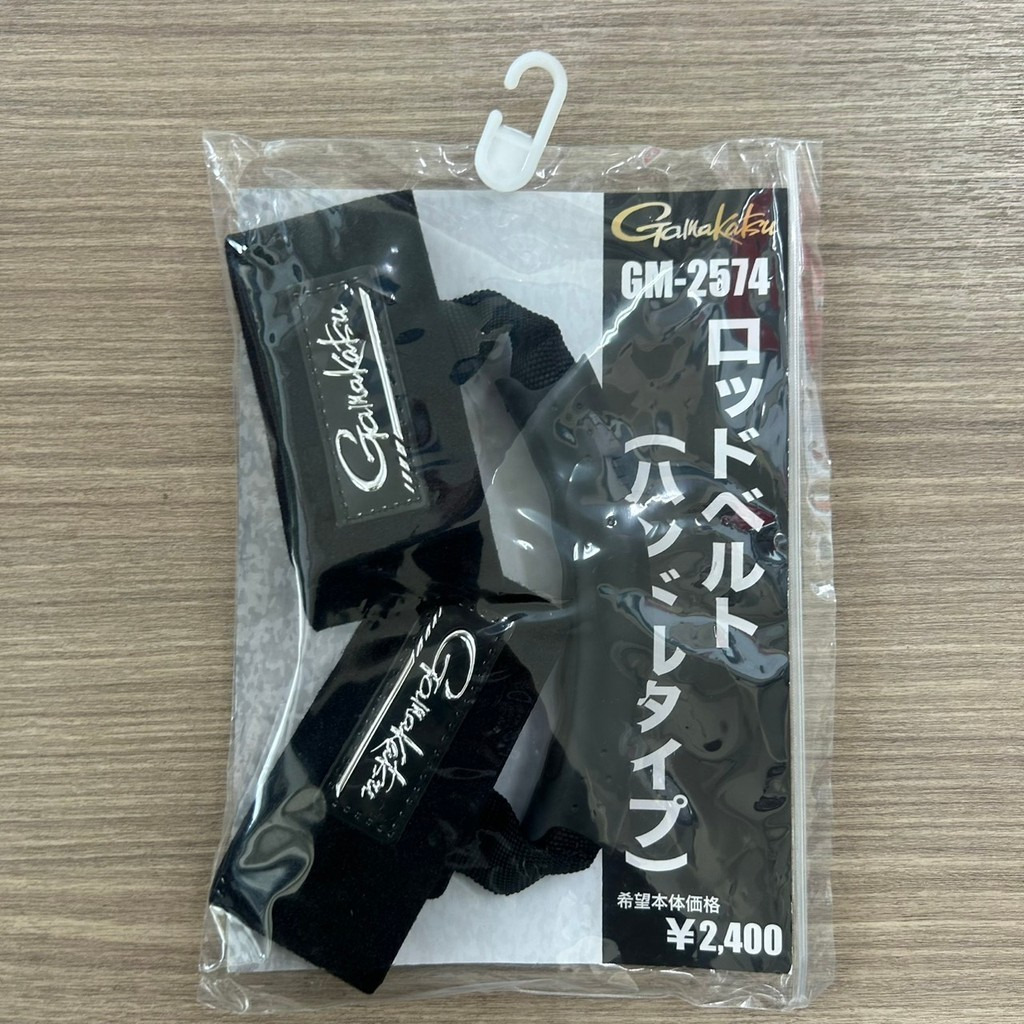 Gamakatsu
GM-2574
ロッドベルト
(ハンドルタイプ)
希望本体価格
¥2,400
Gamakatsu
Gamakatsu